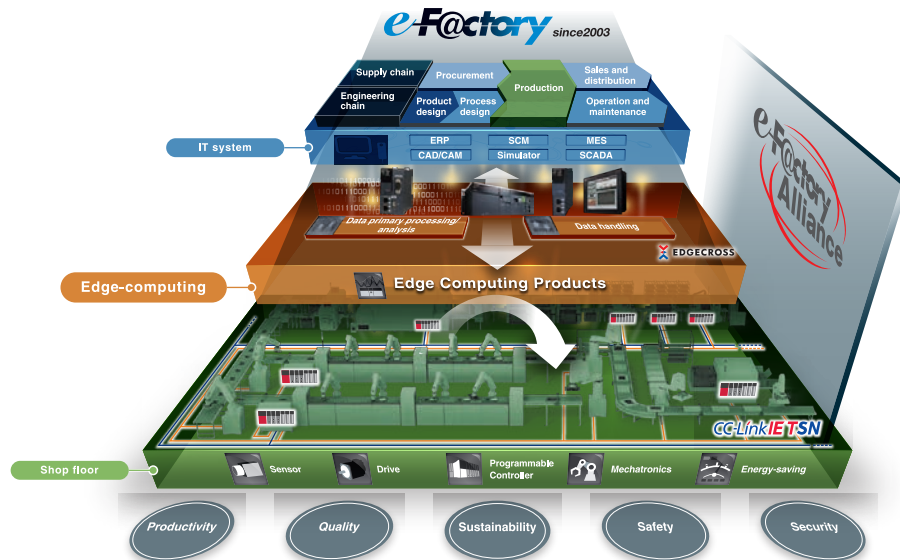 e-F@ctory since2003
Supply chain
Procurement
Production
Sales and
distribution
Engineering
chain
Product
design
Process
design
Operation and
maintenance
IT system
ERP
SCM
MES
CAD/CAM
Simulator
SCADA
e-F@ctory
Alliance
Data primary processing/
analysis
Data handling
EDGECROSS
Edge-computing
Edge Computing Products
CC-Link IE TSN
Shop floor
Sensor
Drive
Programmable
Controller
Mechatronics
Energy-saving
Productivity
Quality
Sustainability
Safety
Security